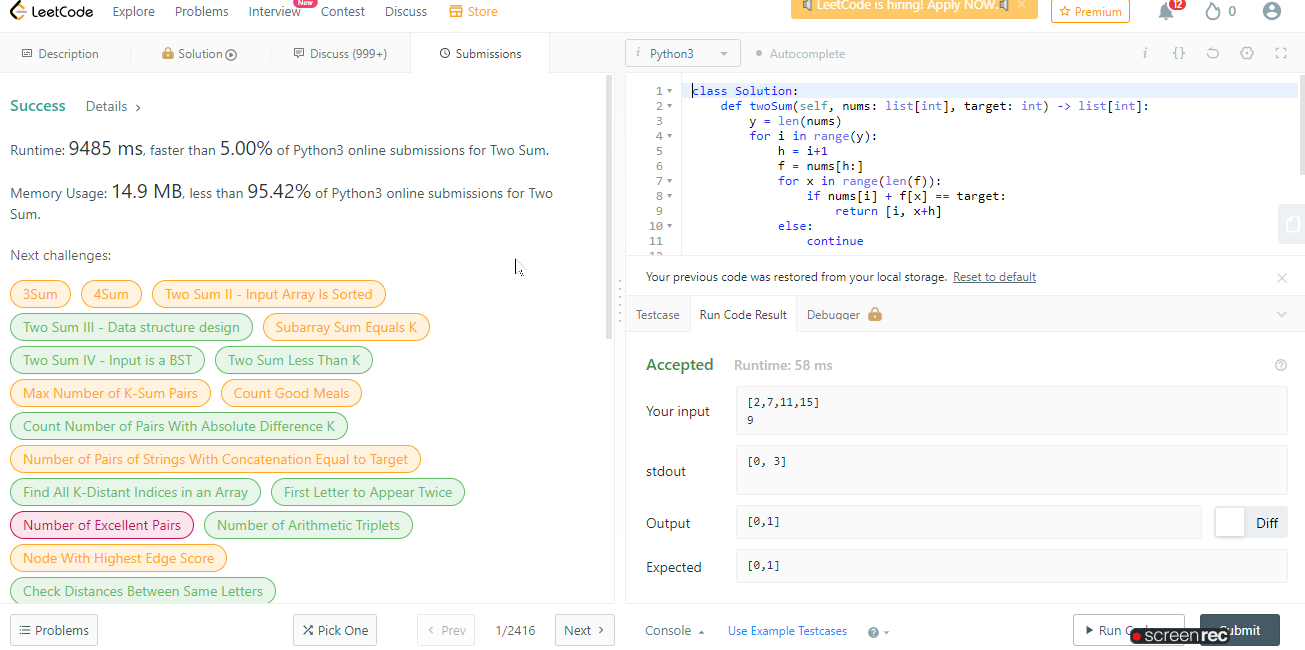 LeetCode Explore Problems Interview New Contest Discuss Store LeetCode is hiring! Apply NOW. Premium 12 0
Description Solution Discuss (999+) Submissions
i Python3 Autocomplete i {}
Success Details >
Runtime: 9485 ms, faster than 5.00% of Python3 online submissions for Two Sum.
Memory Usage: 14.9 MB, less than 95.42% of Python3 online submissions for Two
Sum.
Next challenges:
3Sum 4Sum Two Sum II - Input Array Is Sorted
Two Sum III - Data structure design Subarray Sum Equals K
Two Sum IV - Input is a BST Two Sum Less Than K
Max Number of K-Sum Pairs Count Good Meals
Count Number of Pairs With Absolute Difference K
Number of Pairs of Strings With Concatenation Equal to Target
Find All K-Distant Indices in an Array First Letter to Appear Twice
Number of Excellent Pairs Number of Arithmetic Triplets
Node With Highest Edge Score
Check Distances Between Same Letters
Problems Pick One < Prev 1/2416 Next >
1 class Solution:
2 def twoSum(self, nums: list[int], target: int) -> list[int]:
3 y = len(nums)
4 for i in range(y):
5 h = i+1
6 f = nums[h:]
7 for x in range(len(f)):
8 if nums[i] + f[x] == target:
9 return [i, x+h]
10 else:
11 continue
Your previous code was restored from your local storage. Reset to default
Testcase Run Code Result Debugger
Accepted Runtime: 58 ms
Your input
[2,7,11,15]
9
stdout
[0, 3]
Output
[0,1]
Diff
Expected
[0,1]
Console Use Example Testcases Run
screenrec